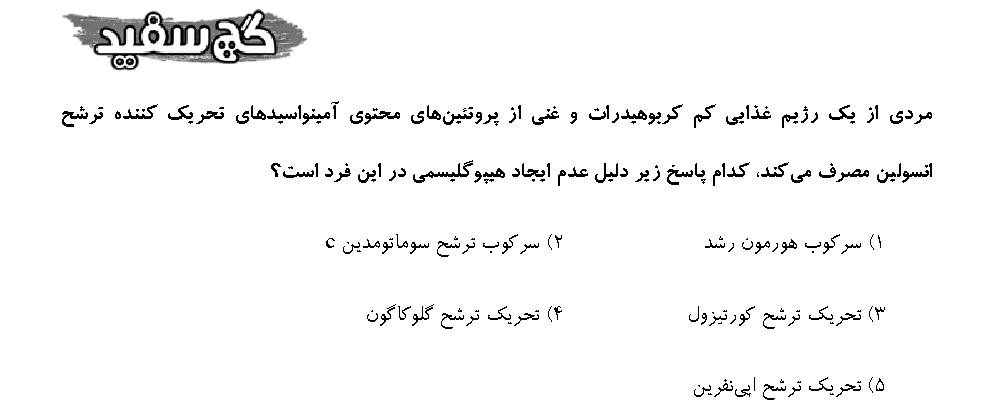 گچ سفید
مردی از یک رژیم غذایی کم کربوهیدرات و غنی از پروتئین‌های محتوی آمینواسیدهای تحریک کننده ترشح
انسولین مصرف می‌کند، کدام پاسخ زیر دلیل عدم ایجاد هیپوگلیسمی در این فرد است؟
۱) سرکوب هورمون رشد ۲) سرکوب ترشح سوماتومدین c
۳) تحریک ترشح کورتیزول ۴) تحریک ترشح گلوکاگون
۵) تحریک ترشح اپی‌نفرین